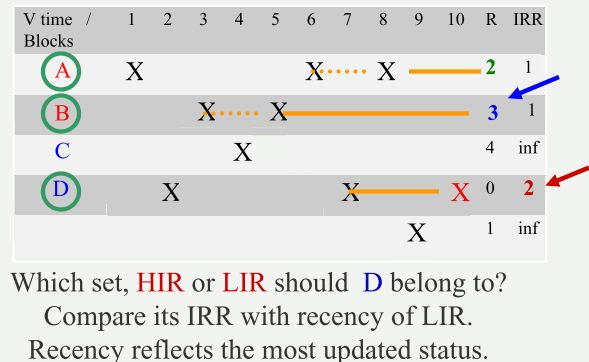 V time / 1 2 3 4 5 6 7 8 9 10 R IRR
Blocks
A X X X 2 1
B X X 3 1
C X 4 inf
D X X X 0 2
X 1 inf
Which set, HIR or LIR should D belong to?
Compare its IRR with recency of LIR.
Recency reflects the most updated status.